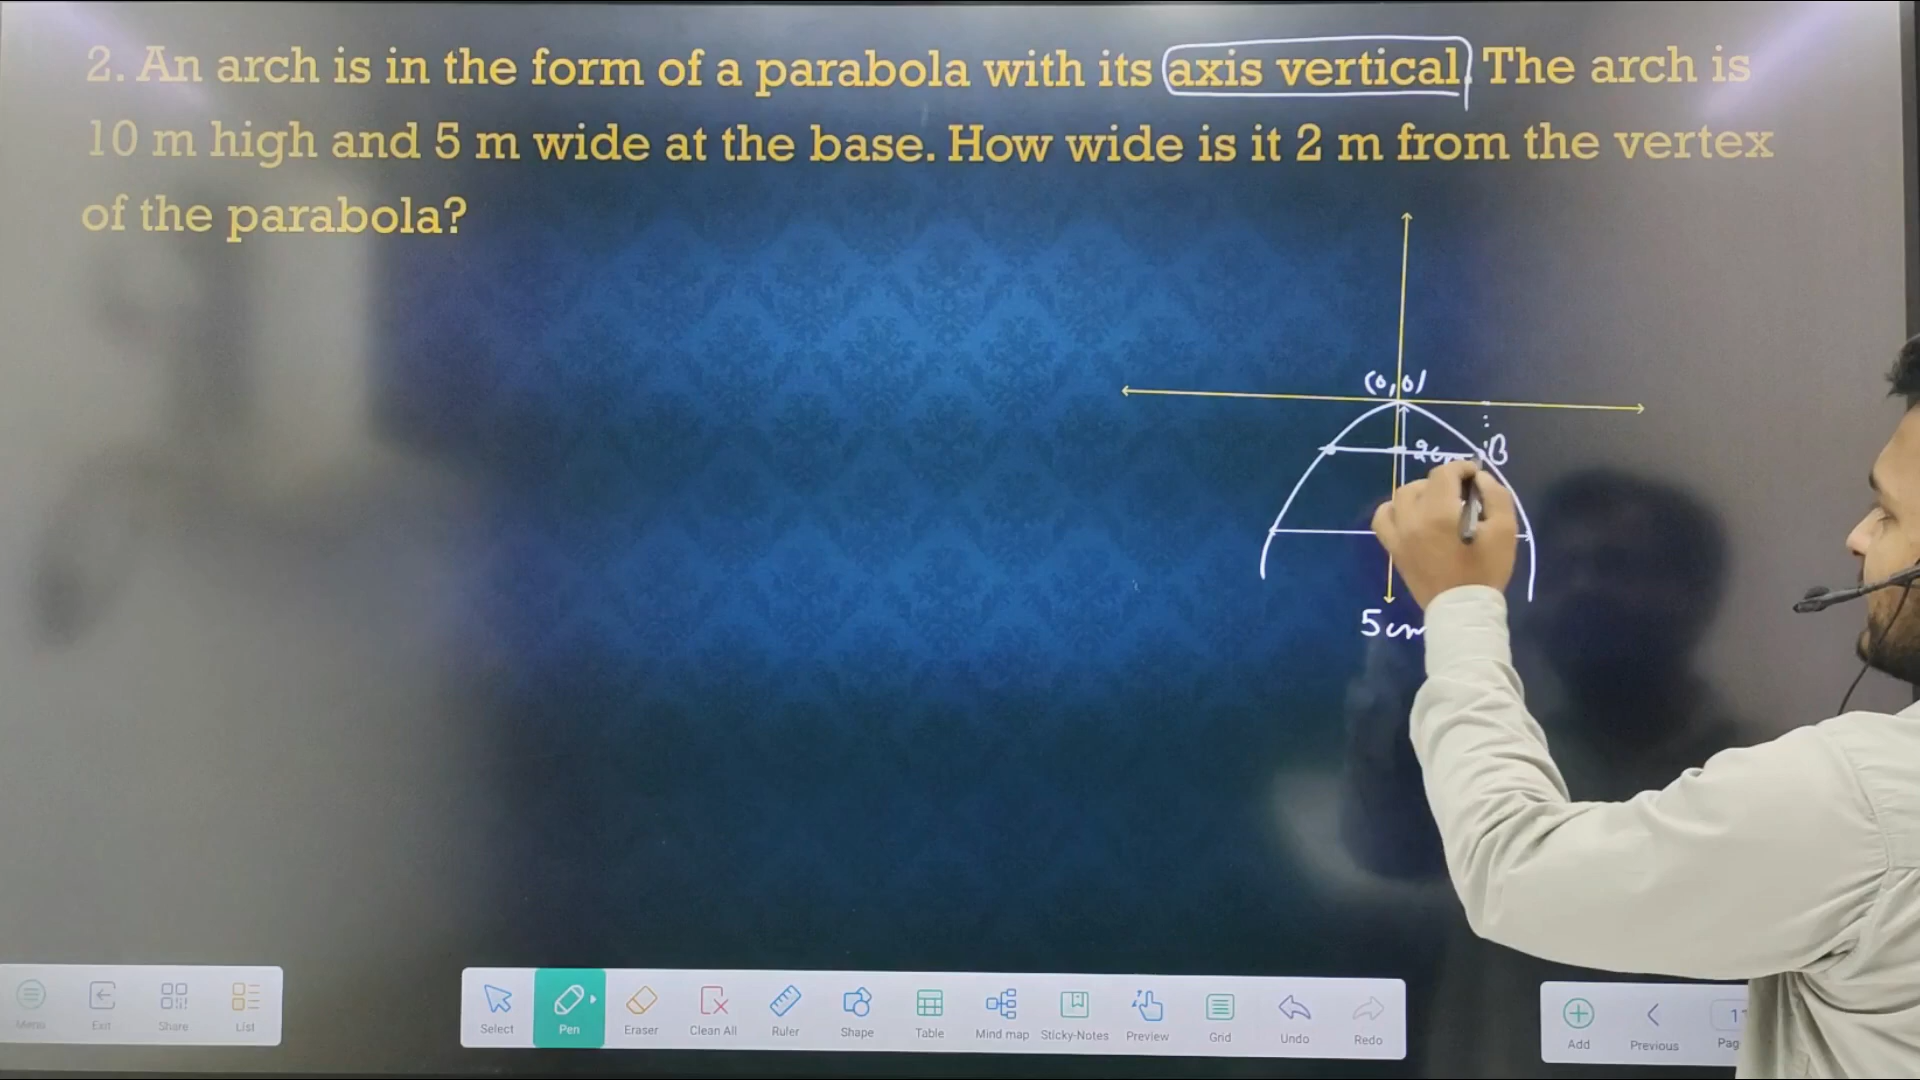 2. An arch is in the form of a parabola with its axis vertical. The arch is
10 m high and 5 m wide at the base. How wide is it 2 m from the vertex
of the parabola?
(0,0)
2cm B
5cm
Menu Exit Share List
Select Pen Eraser Clean All Ruler Shape Table Mind map Sticky-Notes Preview Grid Undo Redo
Add Previous